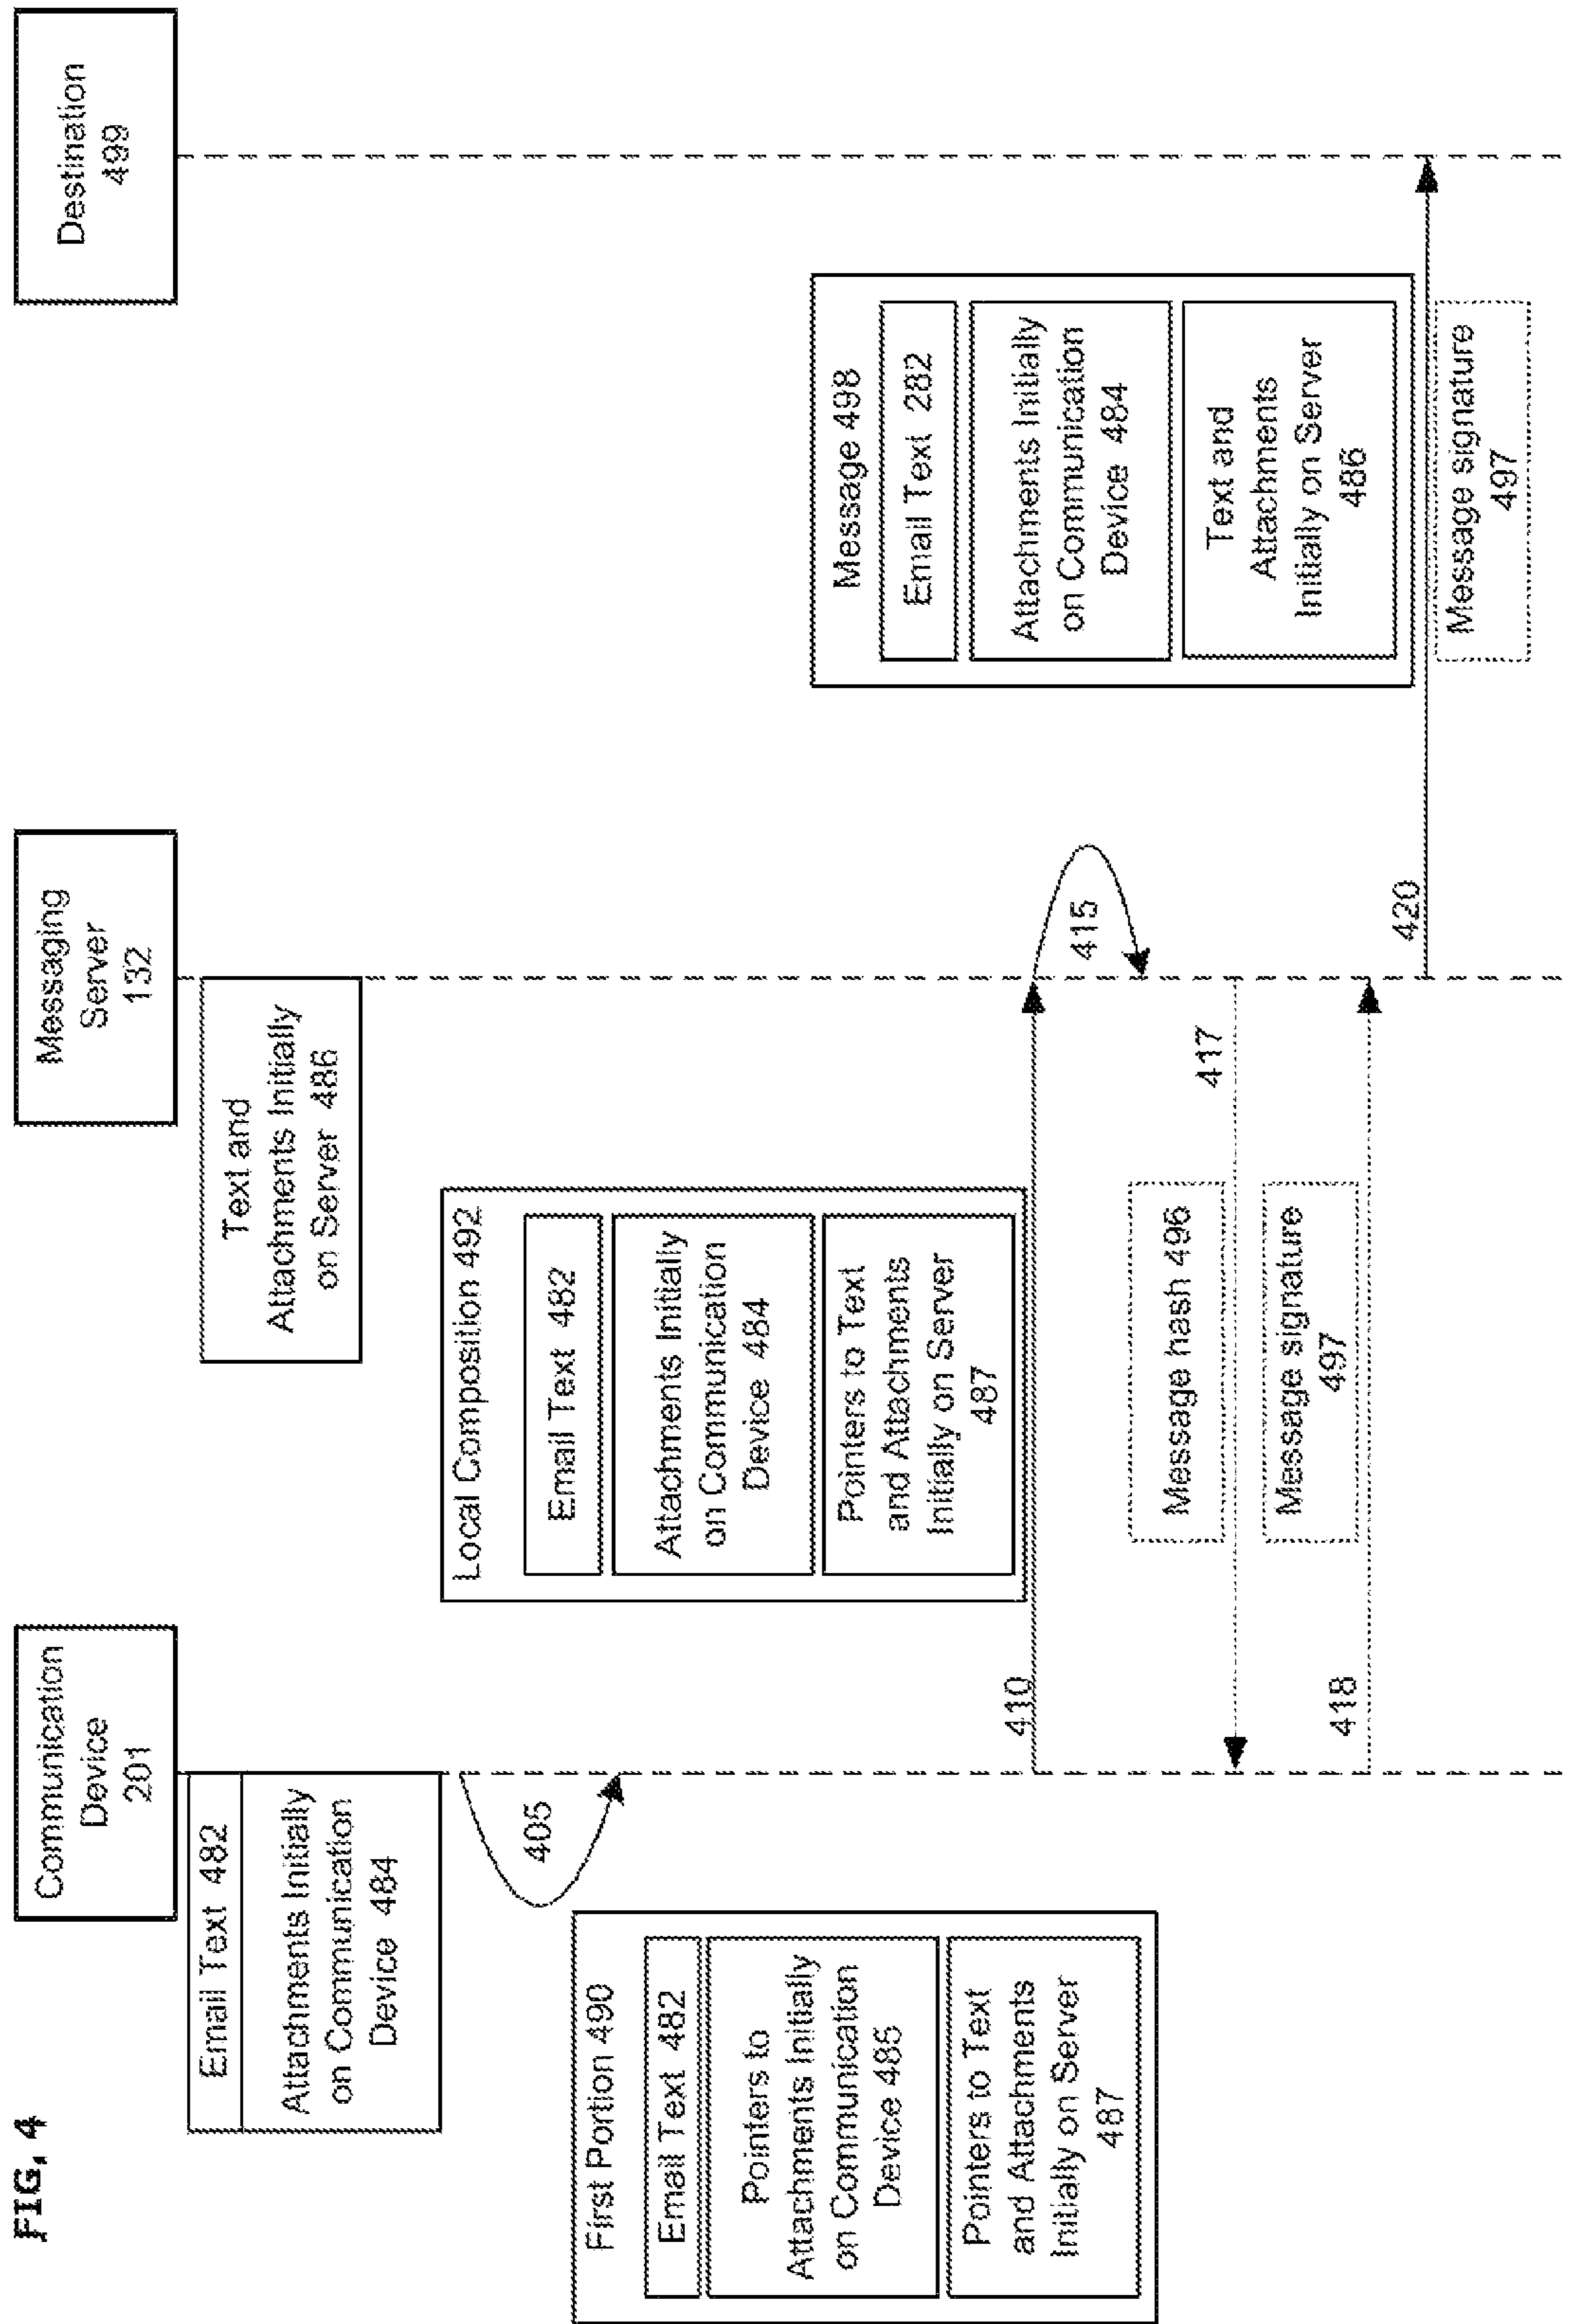 FIG. 4
Communication
Device
201
Messaging
Server
132
Destination
499
Email Text 482
Attachments Initially
on Communication
Device 484
Text and
Attachments Initially
on Server 486
405
First Portion 490
Email Text 482
Pointers to
Attachments Initially
on Communication
Device 485
Pointers to Text
and Attachments
Initially on Server
487
Local Composition 492
Email Text 482
Attachments Initially
on Communication
Device 484
Pointers to Text
and Attachments
Initially on Server
487
410
415
Message 498
Email Text 282
Attachments Initially
on Communication
Device 484
Text and
Attachments
Initially on Server
486
417
Message hash 496
Message signature
497
418
420
Message signature
497